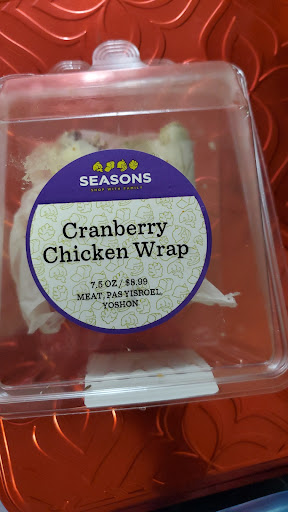 SEASONS
SHOP WITH FAMILY
Cranberry
Chicken Wrap
7.5 OZ / $8.99
MEAT, PAS YISROEL,
YOSHON